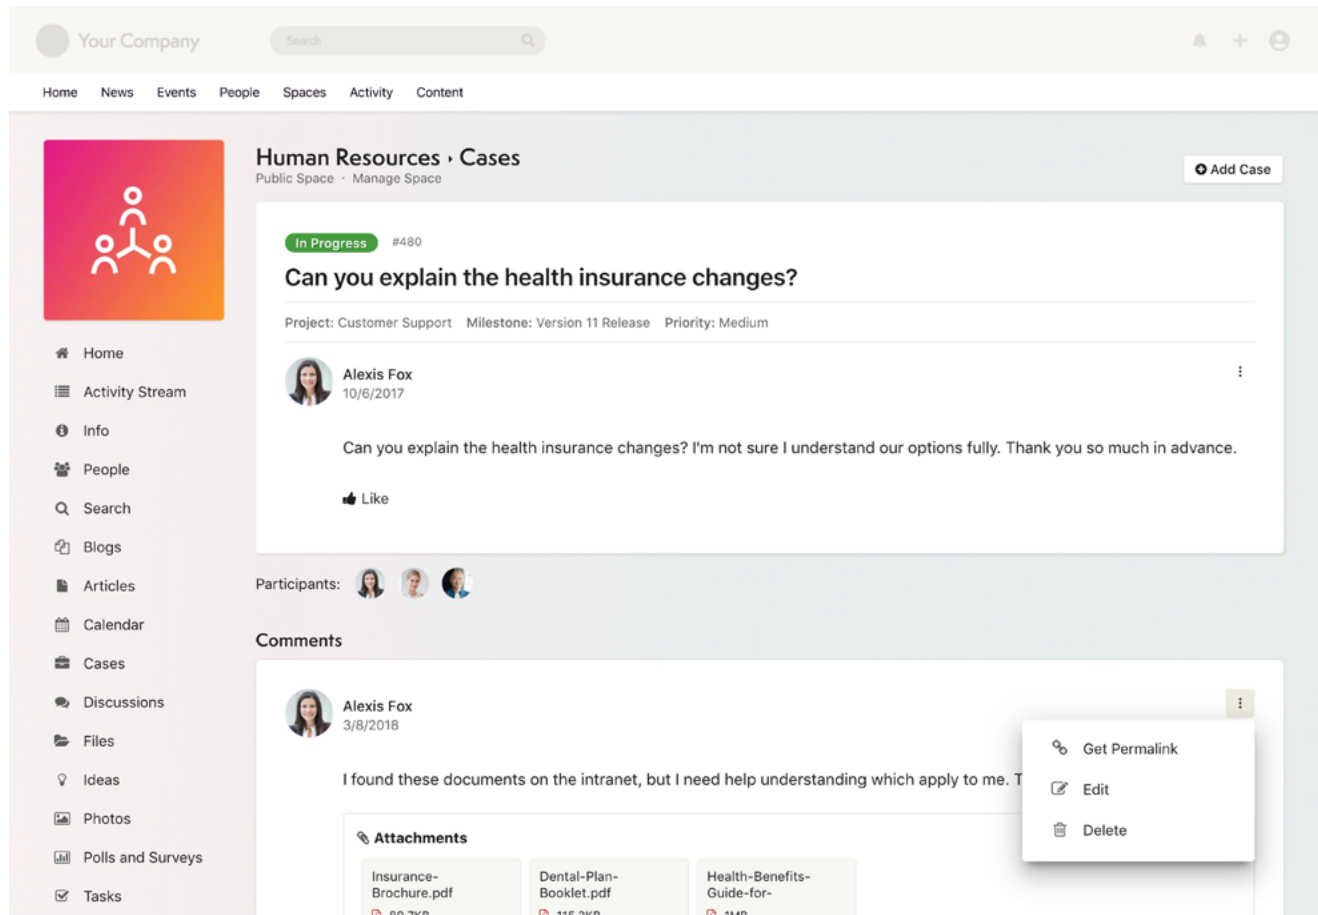 Your Company
Search
Home News Events People Spaces Activity Content
Human Resources › Cases
Public Space · Manage Space
Add Case
In Progress #480
Can you explain the health insurance changes?
Project: Customer Support Milestone: Version 11 Release Priority: Medium
Alexis Fox
10/6/2017
Can you explain the health insurance changes? I'm not sure I understand our options fully. Thank you so much in advance.
Like
Participants:
Comments
Alexis Fox
3/8/2018
I found these documents on the intranet, but I need help understanding which apply to me. T
Attachments
Insurance-
Brochure.pdf
Dental-Plan-
Booklet.pdf
Health-Benefits-
Guide-for-
1MB
Get Permalink
Edit
Delete
Home
Activity Stream
Info
People
Search
Blogs
Articles
Calendar
Cases
Discussions
Files
Ideas
Photos
Polls and Surveys
Tasks